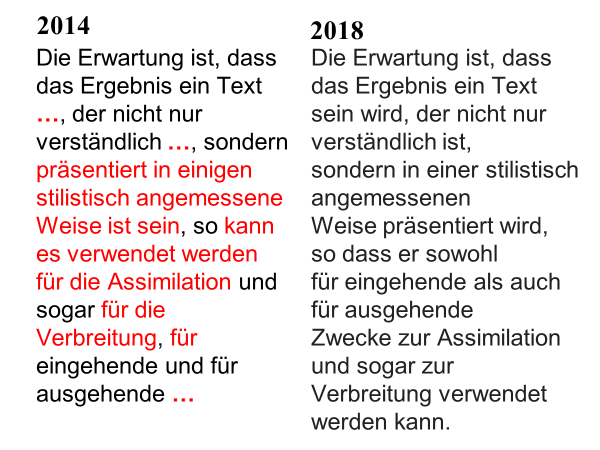 2014
Die Erwartung ist, dass
das Ergebnis ein Text
…, der nicht nur
verständlich …, sondern
präsentiert in einigen
stilistisch angemessene
Weise ist sein, so kann
es verwendet werden
für die Assimilation und
sogar für die
Verbreitung, für
eingehende und für
ausgehende …
2018
Die Erwartung ist, dass
das Ergebnis ein Text
sein wird, der nicht nur
verständlich ist,
sondern in einer stilistisch
angemessenen
Weise präsentiert wird,
so dass er sowohl
für eingehende als auch
für ausgehende
Zwecke zur Assimilation
und sogar zur
Verbreitung verwendet
werden kann.